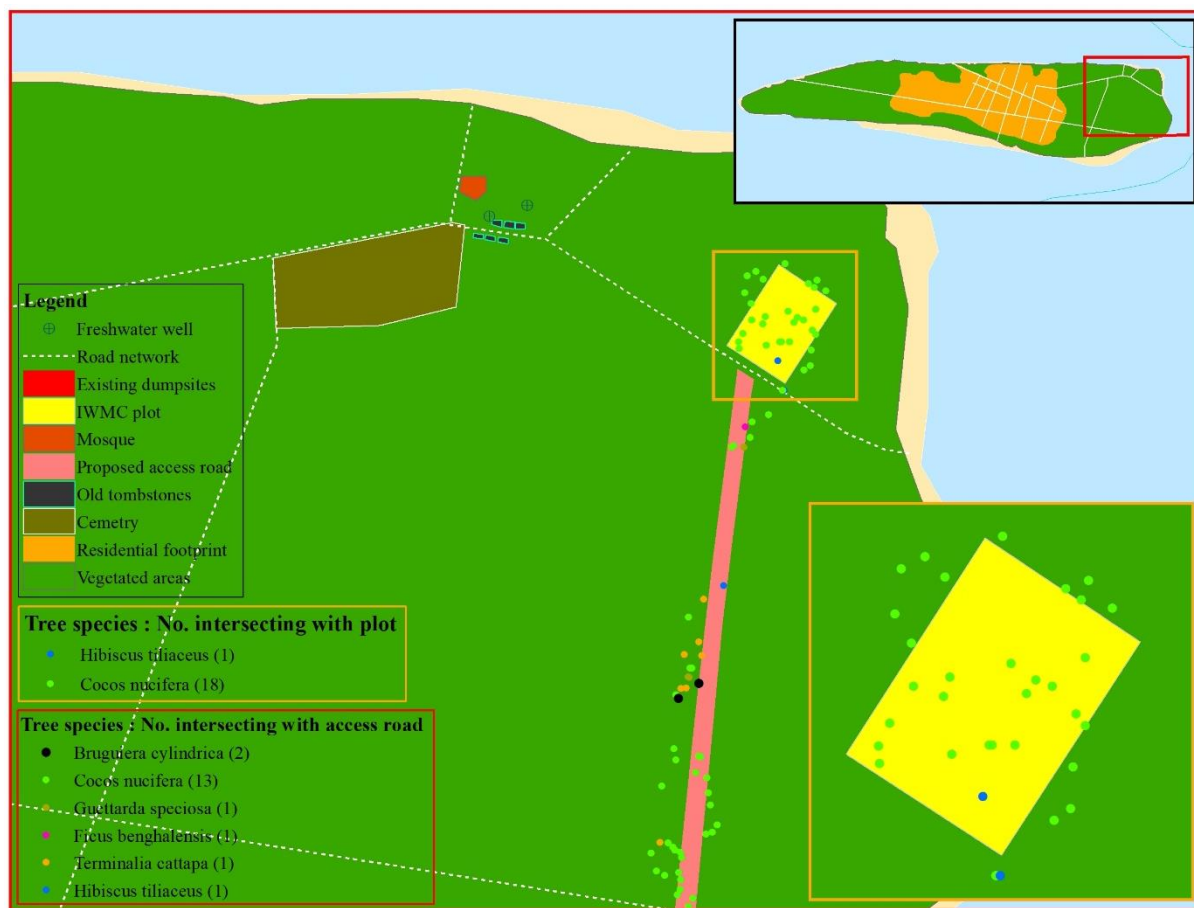 Legend
Freshwater well
Road network
Existing dumpsites
IWMC plot
Mosque
Proposed access road
Old tombstones
Cemetry
Residential footprint
Vegetated areas
Tree species : No. intersecting with plot
Hibiscus tiliaceus (1)
Cocos nucifera (18)
Tree species : No. intersecting with access road
Bruguiera cylindrica (2)
Cocos nucifera (13)
Guettarda speciosa (1)
Ficus benghalensis (1)
Terminalia cattapa (1)
Hibiscus tiliaceus (1)